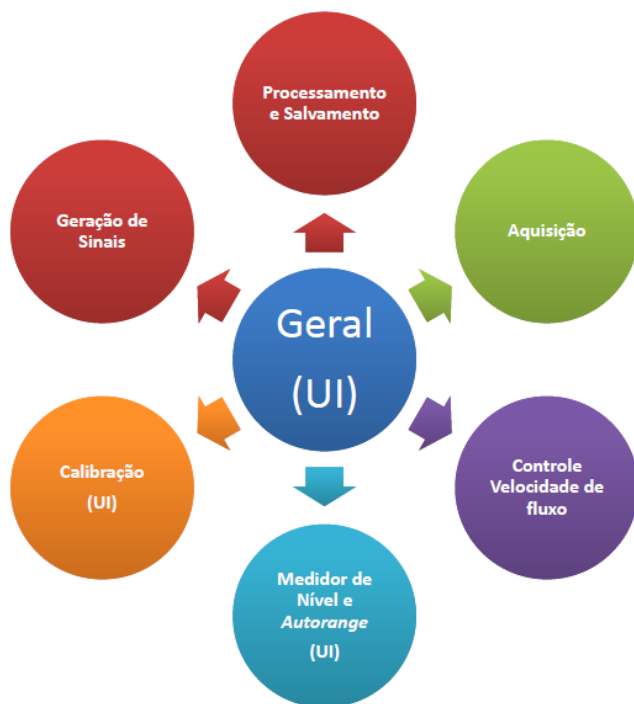 Processamento
e Salvamento
Geração de
Sinais
Aquisição
Geral
(UI)
Calibração
(UI)
Controle
Velocidade de
fluxo
Medidor de
Nível e
Autorange
(UI)